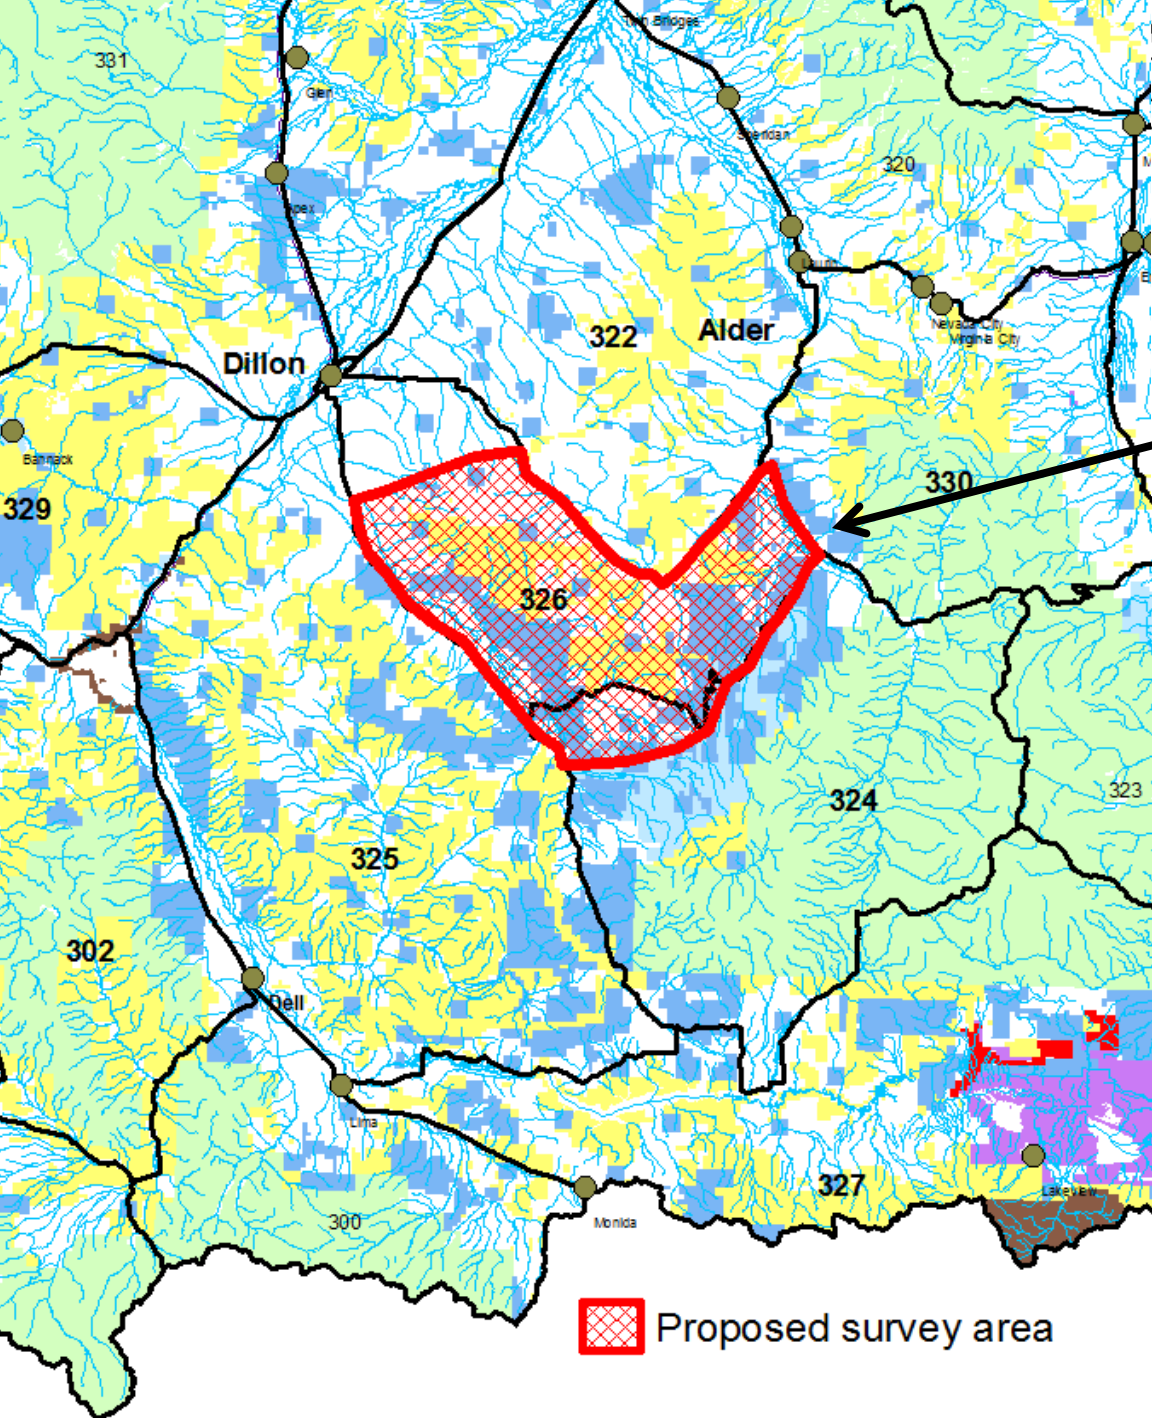 Twin Bridges
331
Glen
Sheridan
M
320
Apex
Laurin
E
Nevada City
Virginia City
322
Alder
Dillon
Bannack
330
329
326
324
323
325
302
Dell
Lima
327
Lakeview
300
Monida
Proposed survey area